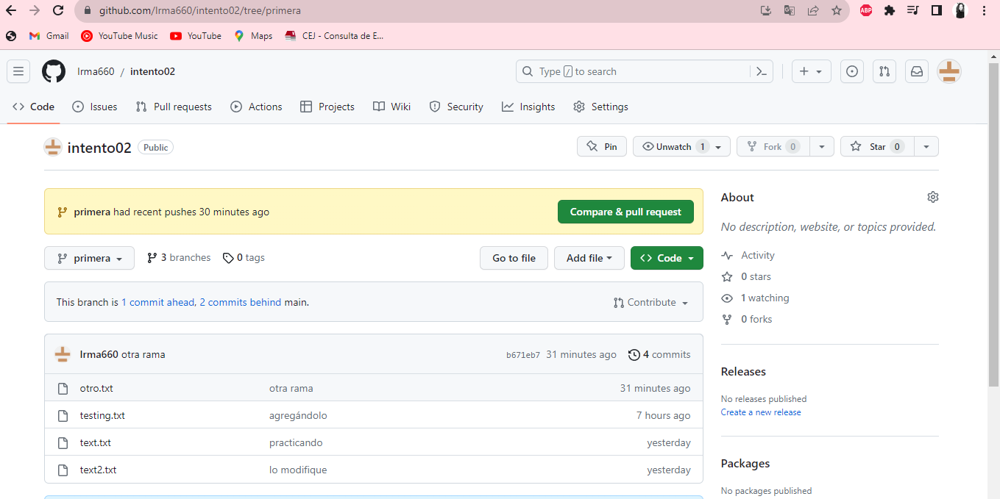 github.com/Irma660/intento02/tree/primera
ABP
Gmail YouTube Music YouTube Maps CEJ - Consulta de E...
Irma660 / intento02
Type / to search
Code Issues Pull requests Actions Projects Wiki Security Insights Settings
intento02 Public
Pin Unwatch 1 Fork 0 Star 0
primera had recent pushes 30 minutes ago
Compare & pull request
primera 3 branches 0 tags
Go to file Add file Code
This branch is 1 commit ahead, 2 commits behind main.
Contribute
Irma660 otra rama b671eb7 31 minutes ago 4 commits
otro.txt otra rama 31 minutes ago
testing.txt agregándolo 7 hours ago
text.txt practicando yesterday
text2.txt lo modifique yesterday
About
No description, website, or topics provided.
Activity
0 stars
1 watching
0 forks
Releases
No releases published
Create a new release
Packages
No packages published